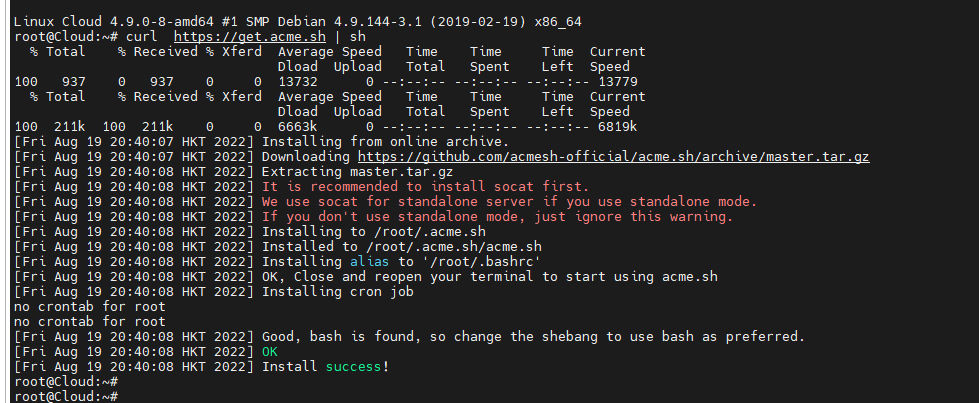 Linux Cloud 4.9.0-8-amd64 #1 SMP Debian 4.9.144-3.1 (2019-02-19) x86_64
root@Cloud:~# curl  https://get.acme.sh | sh
  % Total    % Received % Xferd  Average Speed   Time    Time     Time  Current
                                 Dload  Upload   Total   Spent    Left  Speed
100   937    0   937    0     0  13732      0 --:--:-- --:--:-- --:--:-- 13779
  % Total    % Received % Xferd  Average Speed   Time    Time     Time  Current
                                 Dload  Upload   Total   Spent    Left  Speed
100  211k  100  211k    0     0  6663k      0 --:--:-- --:--:-- --:--:-- 6819k
[Fri Aug 19 20:40:07 HKT 2022] Installing from online archive.
[Fri Aug 19 20:40:07 HKT 2022] Downloading https://github.com/acmesh-official/acme.sh/archive/master.tar.gz
[Fri Aug 19 20:40:08 HKT 2022] Extracting master.tar.gz
[Fri Aug 19 20:40:08 HKT 2022] It is recommended to install socat first.
[Fri Aug 19 20:40:08 HKT 2022] We use socat for standalone server if you use standalone mode.
[Fri Aug 19 20:40:08 HKT 2022] If you don't use standalone mode, just ignore this warning.
[Fri Aug 19 20:40:08 HKT 2022] Installing to /root/.acme.sh
[Fri Aug 19 20:40:08 HKT 2022] Installed to /root/.acme.sh/acme.sh
[Fri Aug 19 20:40:08 HKT 2022] Installing alias to '/root/.bashrc'
[Fri Aug 19 20:40:08 HKT 2022] OK, Close and reopen your terminal to start using acme.sh
[Fri Aug 19 20:40:08 HKT 2022] Installing cron job
no crontab for root
no crontab for root
[Fri Aug 19 20:40:08 HKT 2022] Good, bash is found, so change the shebang to use bash as preferred.
[Fri Aug 19 20:40:08 HKT 2022] OK
[Fri Aug 19 20:40:08 HKT 2022] Install success!
root@Cloud:~#
root@Cloud:~#